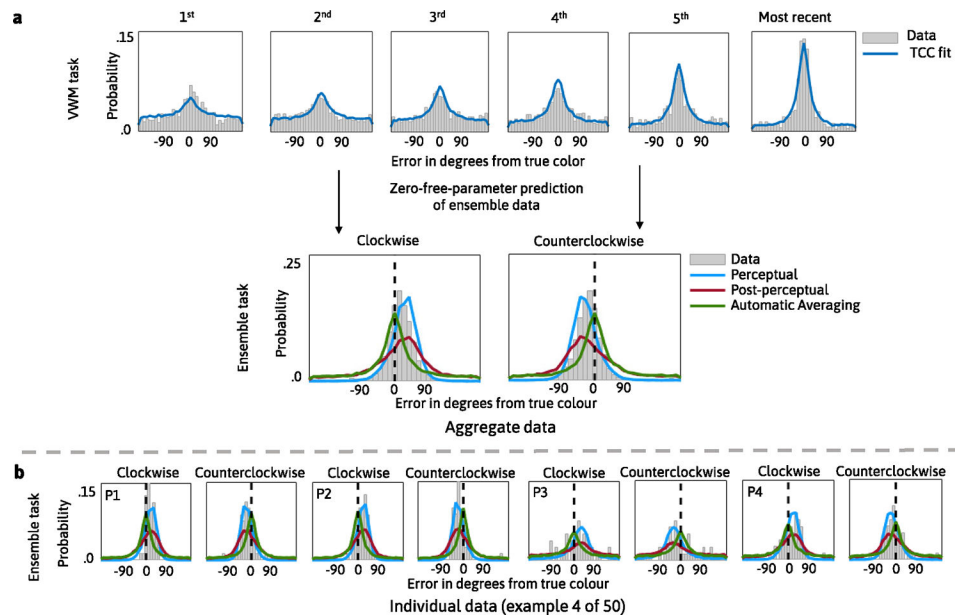 a
1st 2nd 3rd 4th 5th Most recent
VWM task
Probability
.15
.0
-90 0 90 -90 0 90 -90 0 90 -90 0 90 -90 0 90 -90 0 90
Data
TCC fit
Error in degrees from true color
Zero-free-parameter prediction
of ensemble data
Clockwise Counterclockwise
Ensemble task
Probability
.25
.0
-90 0 90 -90 0 90
Data
Perceptual
Post-perceptual
Automatic Averaging
Error in degrees from true colour
Aggregate data
b
Clockwise Counterclockwise Clockwise Counterclockwise Clockwise Counterclockwise Clockwise Counterclockwise
Ensemble task
Probability
.15
.0
P1 P2 P3 P4
-90 0 90 -90 0 90 -90 0 90 -90 0 90 -90 0 90 -90 0 90 -90 0 90 -90 0 90
Error in degrees from true colour
Individual data (example 4 of 50)